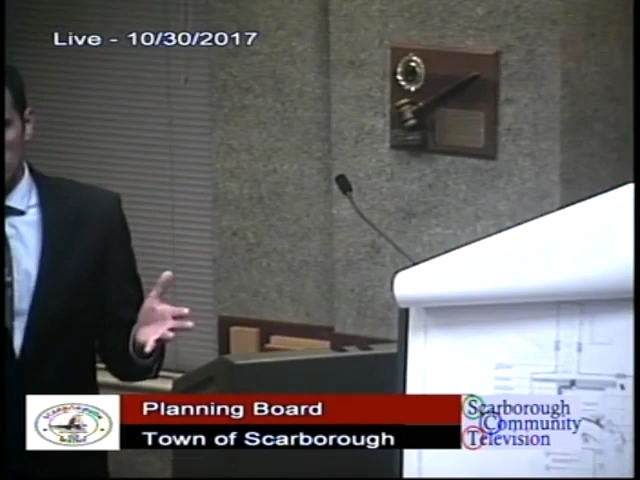 Live - 10/30/2017
Planning Board
Town of Scarborough
Scarborough
Community
Television